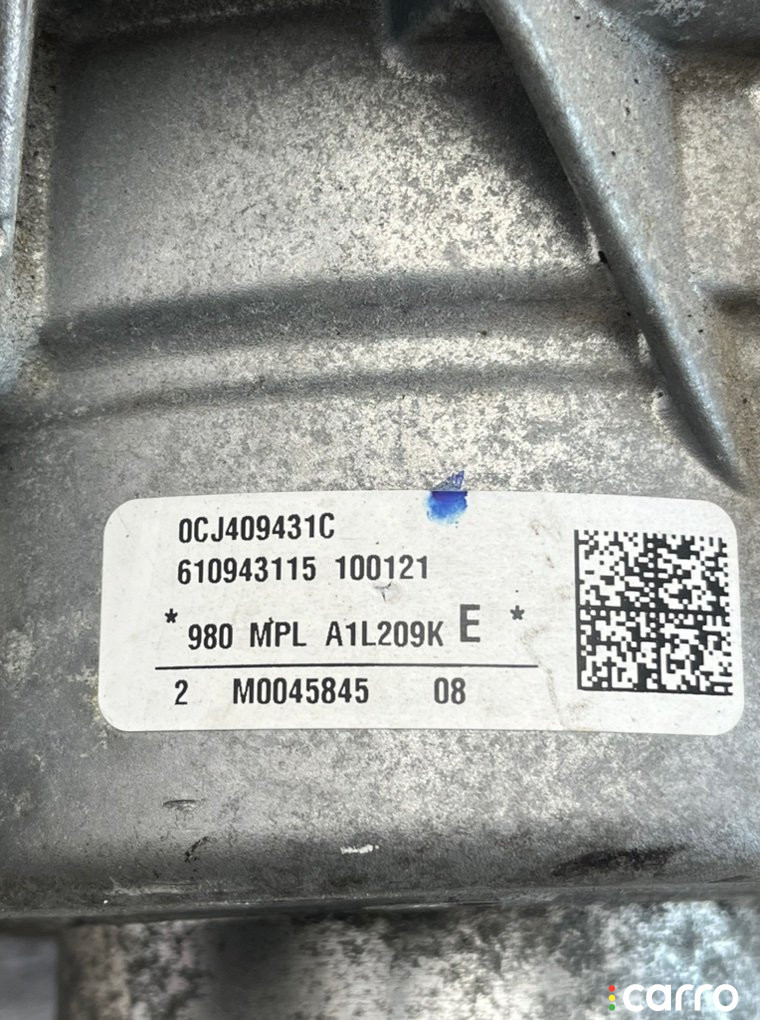 0CJ409431C
610943115 100121
* 980 MPL A1L209K E *
2 M0045845 08
carro